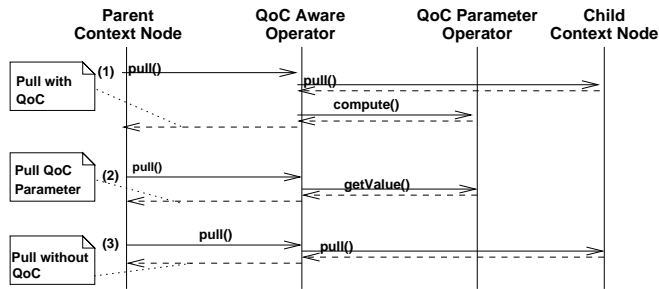 Parent QoC Aware QoC Parameter Child
Context Node Operator Operator Context Node
(1) pull()
Pull with
QoC
pull()
compute()
Pull QoC
Parameter
(2)
pull()
getValue()
(3)
pull()
pull()
Pull without
QoC